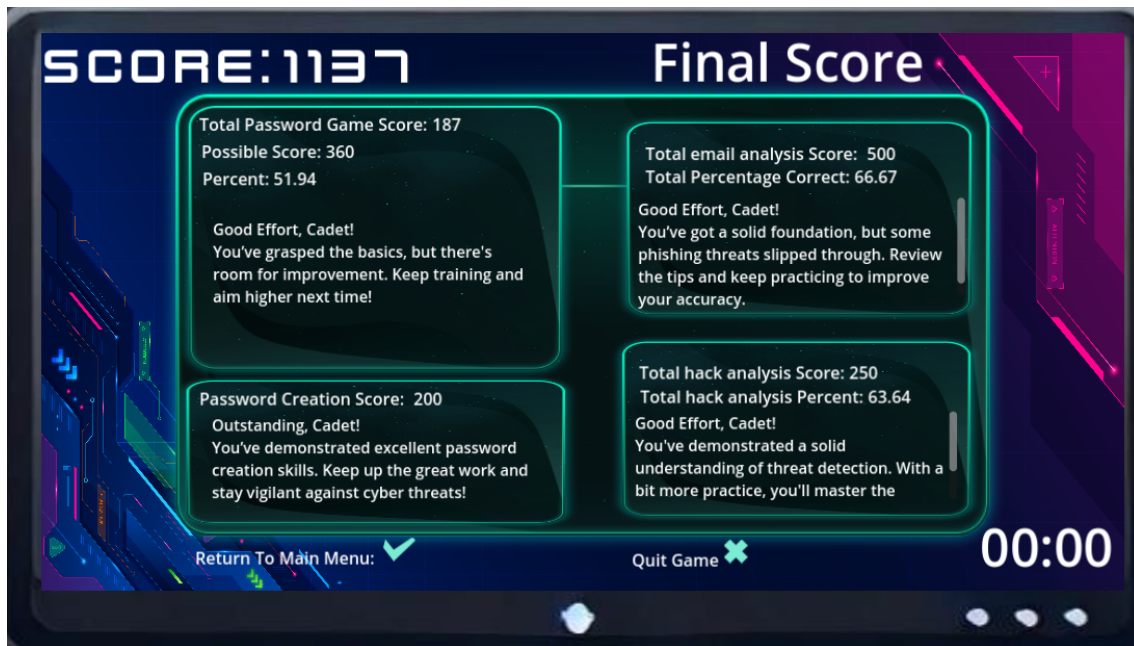 SCORE:1137
Final Score
Total Password Game Score: 187
Possible Score: 360
Percent: 51.94
Good Effort, Cadet!
You've grasped the basics, but there's
room for improvement. Keep training and
aim higher next time!
Total email analysis Score: 500
Total Percentage Correct: 66.67
Good Effort, Cadet!
You've got a solid foundation, but some
phishing threats slipped through. Review
the tips and keep practicing to improve
your accuracy.
Password Creation Score: 200
Outstanding, Cadet!
You've demonstrated excellent password
creation skills. Keep up the great work and
stay vigilant against cyber threats!
Total hack analysis Score: 250
Total hack analysis Percent: 63.64
Good Effort, Cadet!
You've demonstrated a solid
understanding of threat detection. With a
bit more practice, you'll master the
Return To Main Menu:
Quit Game
00:00